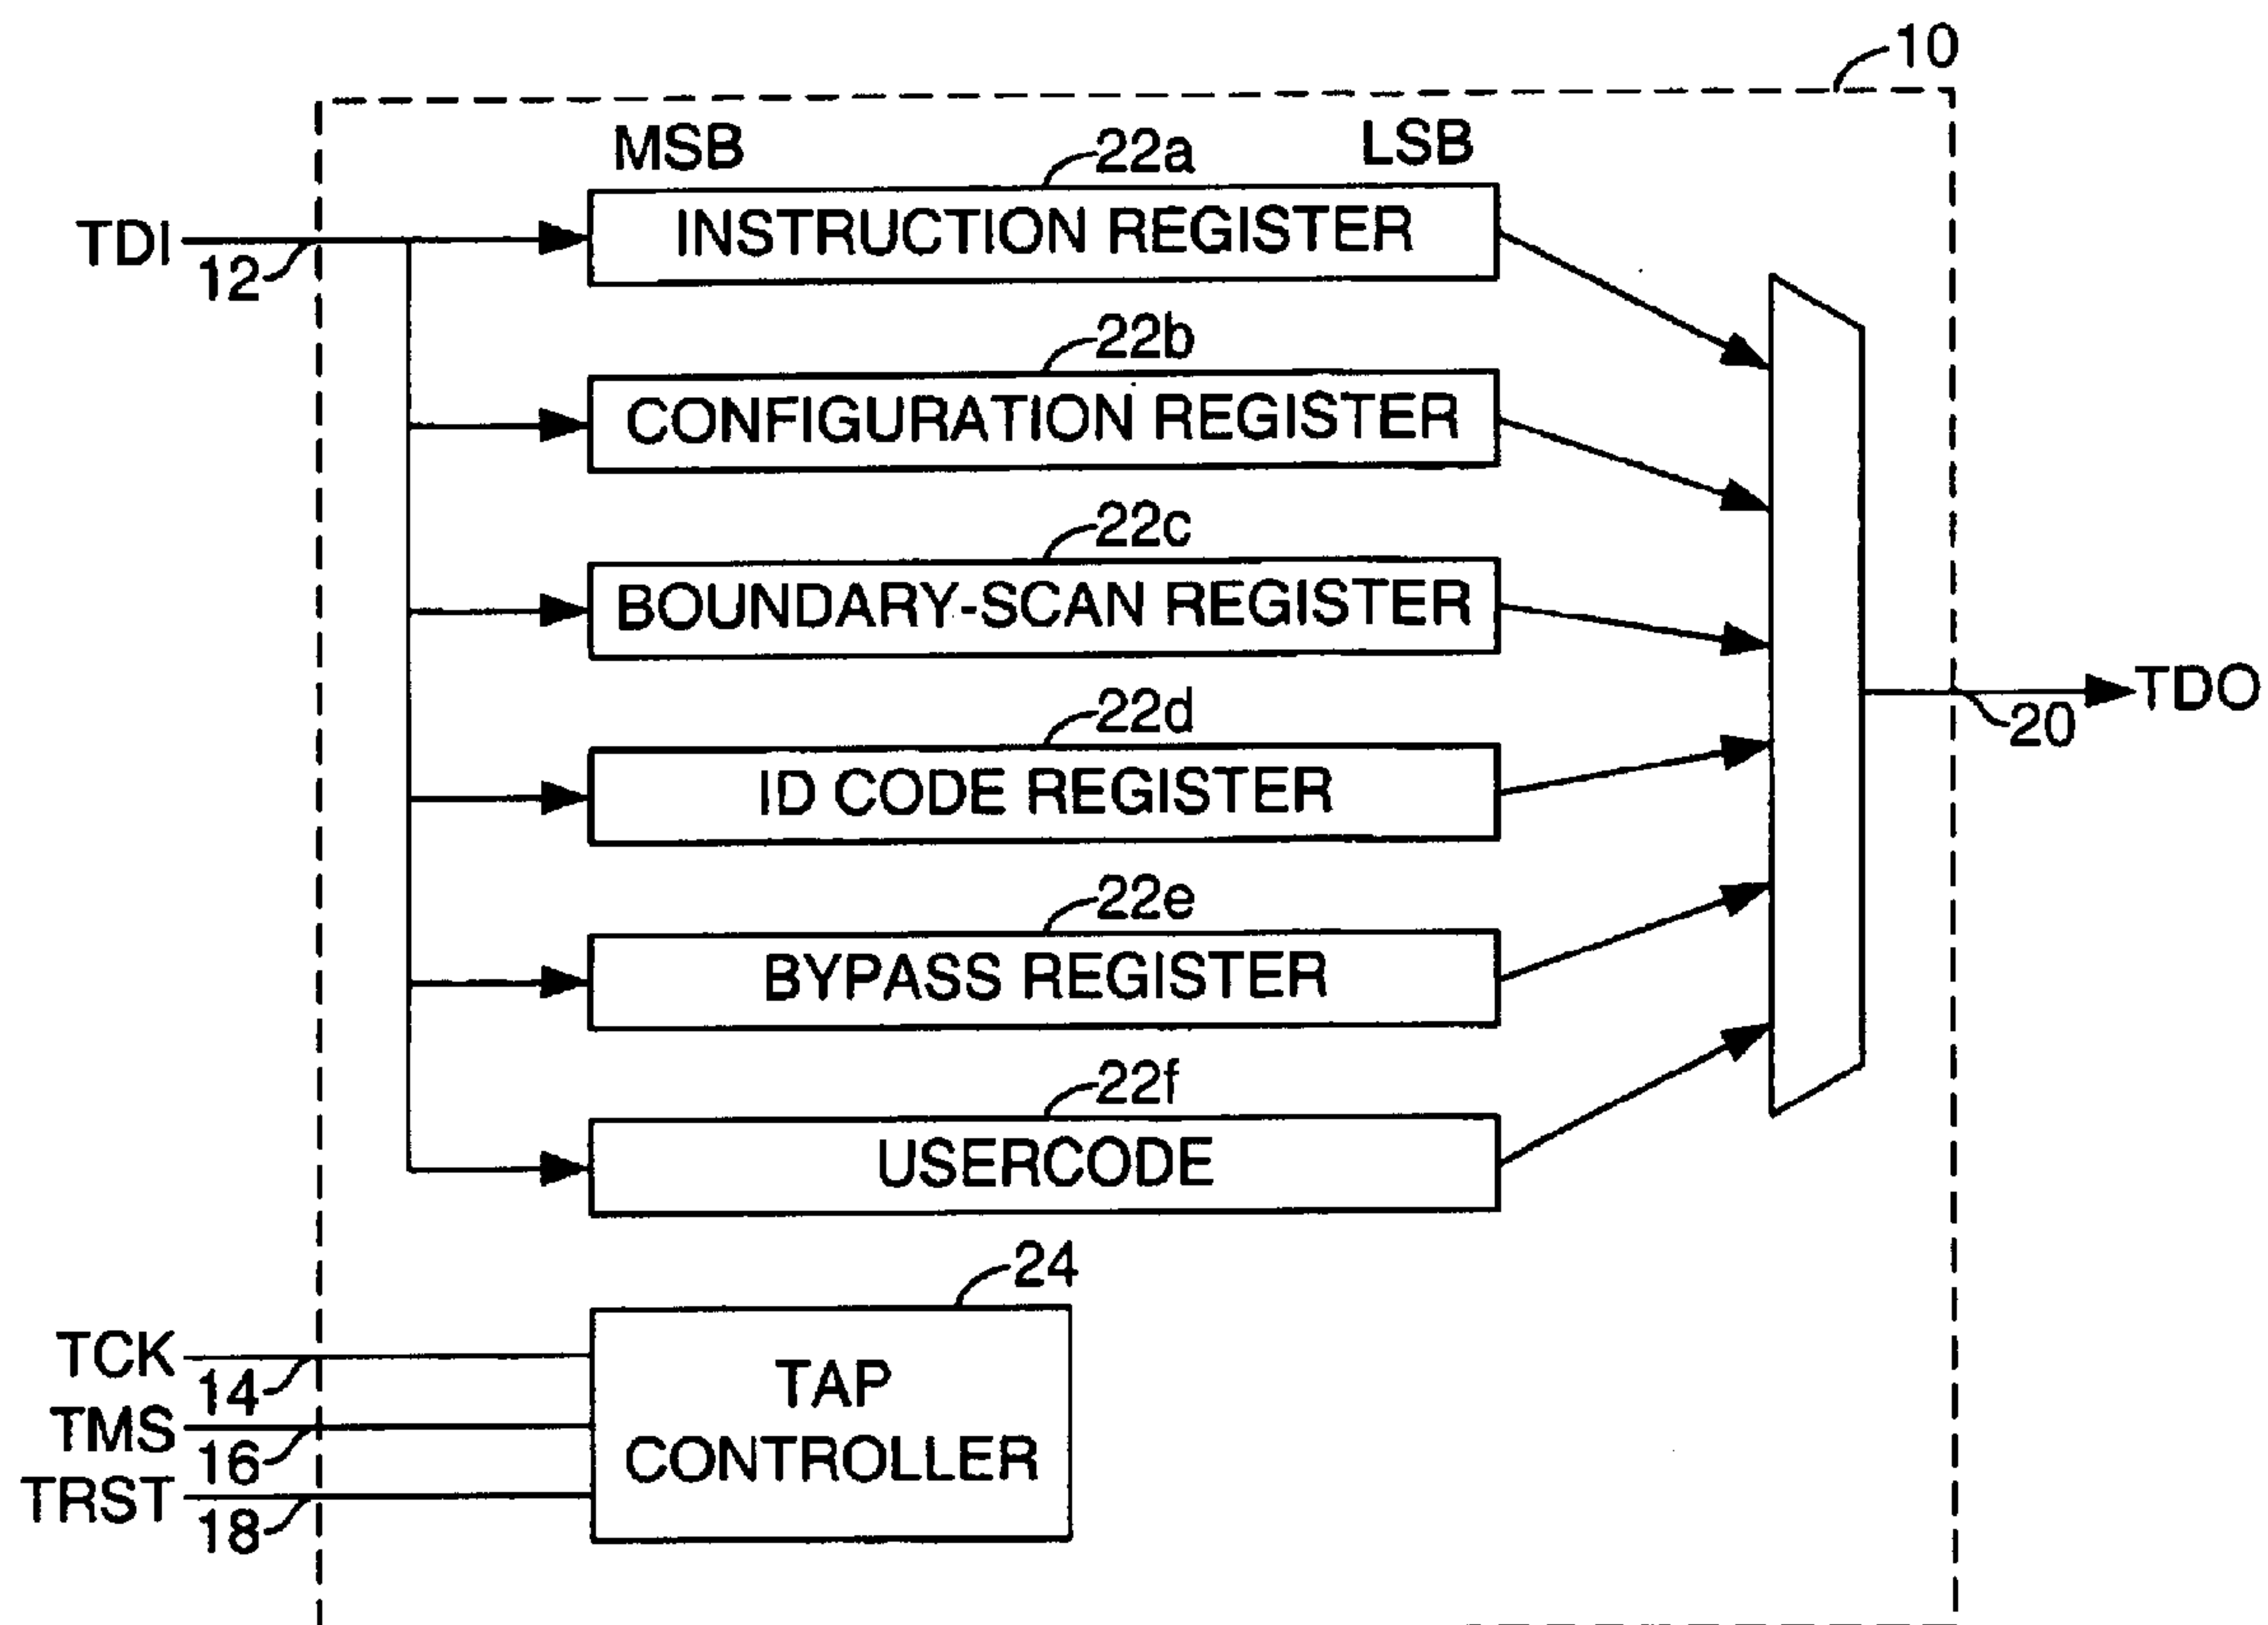 10
MSB
22a
LSB
TDI
12
INSTRUCTION REGISTER
22b
CONFIGURATION REGISTER
22c
BOUNDARY-SCAN REGISTER
22d
TDO
20
ID CODE REGISTER
22e
BYPASS REGISTER
22f
USERCODE
24
TCK
14
TMS
16
TRST
18
TAP
CONTROLLER